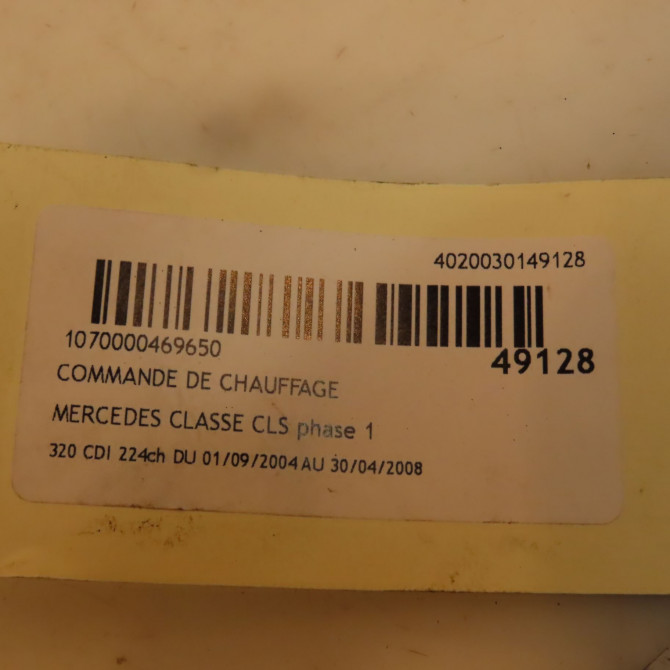 4020030149128
1070000469650
49128
COMMANDE DE CHAUFFAGE
MERCEDES CLASSE CLS phase 1
320 CDI 224ch DU 01/09/2004 AU 30/04/2008